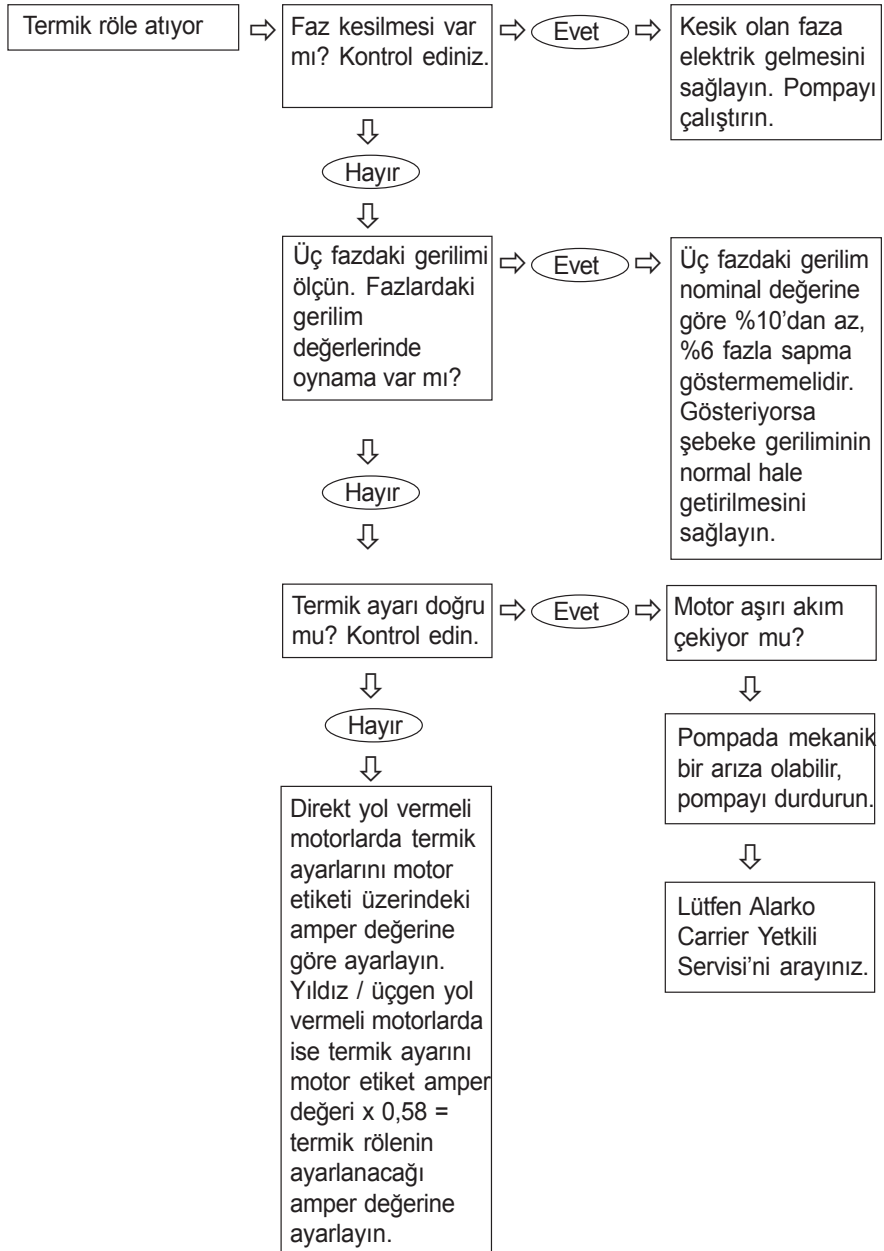 Termik röle atıyor
Faz kesilmesi var
mı? Kontrol ediniz.
Evet
Kesik olan faza
elektrik gelmesini
sağlayın. Pompayı
çalıştırın.
Hayır
Üç fazdaki gerilimi
ölçün. Fazlardaki
gerilim
değerlerinde
oynama var mı?
Evet
Üç fazdaki gerilim
nominal değerine
göre %10’dan az,
%6 fazla sapma
göstermemelidir.
Gösteriyorsa
şebeke geriliminin
normal hale
getirilmesini
sağlayın.
Hayır
Termik ayarı doğru
mu? Kontrol edin.
Evet
Motor aşırı akım
çekiyor mu?
Hayır
Pompada mekanik
bir arıza olabilir,
pompayı durdurun.
Direkt yol vermeli
motorlarda termik
ayarlarını motor
etiketi üzerindeki
amper değerine
göre ayarlayın.
Yıldız / üçgen yol
vermeli motorlarda
ise termik ayarını
motor etiket amper
değeri x 0,58 =
termik rölenin
ayarlanacağı
amper değerine
ayarlayın.
Lütfen Alarko
Carrier Yetkili
Servisi’ni arayınız.